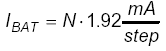 I_BAT = N·1.92 mA/step